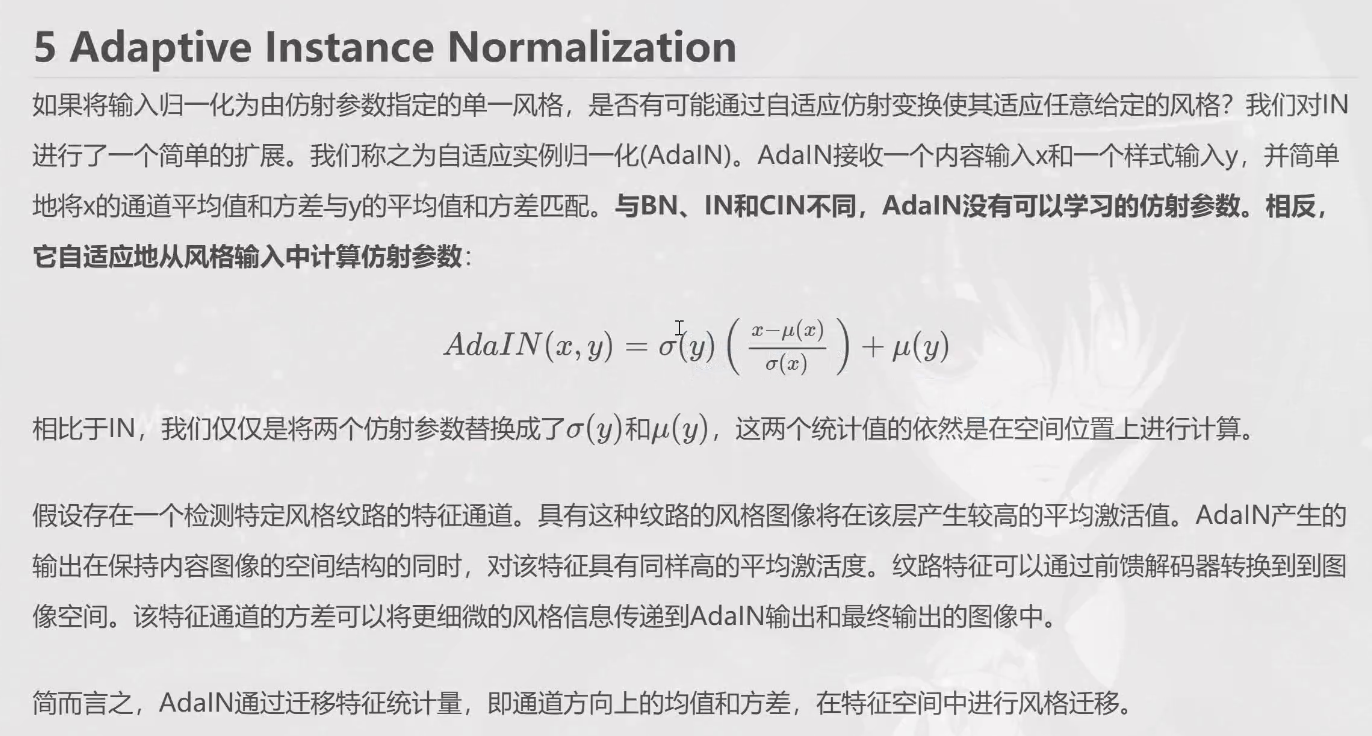 5 Adaptive Instance Normalization
如果将输入归一化为由仿射参数指定的单一风格，是否有可能通过自适应仿射变换使其适应任意给定的风格？我们对IN
进行了一个简单的扩展。我们称之为自适应实例归一化(AdaIN)。AdaIN接收一个内容输入x和一个样式输入y，并简单
地将x的通道平均值和方差与y的平均值和方差匹配。与BN、IN和CIN不同，AdaIN没有可以学习的仿射参数。相反，
它自适应地从风格输入中计算仿射参数：
AdaIN(x, y) = σ(y) ( (x−μ(x)) / σ(x) ) + μ(y)
相比于IN，我们仅仅是将两个仿射参数替换成了σ(y)和μ(y)，这两个统计值的依然是在空间位置上进行计算。
假设存在一个检测特定风格纹路的特征通道。具有这种纹路的风格图像将在该层产生较高的平均激活值。AdaIN产生的
输出在保持内容图像的空间结构的同时，对该特征具有同样高的平均激活度。纹路特征可以通过前馈解码器转换到到图
像空间。该特征通道的方差可以将更细微的风格信息传递到AdaIN输出和最终输出的图像中。
简而言之，AdaIN通过迁移特征统计量，即通道方向上的均值和方差，在特征空间中进行风格迁移。